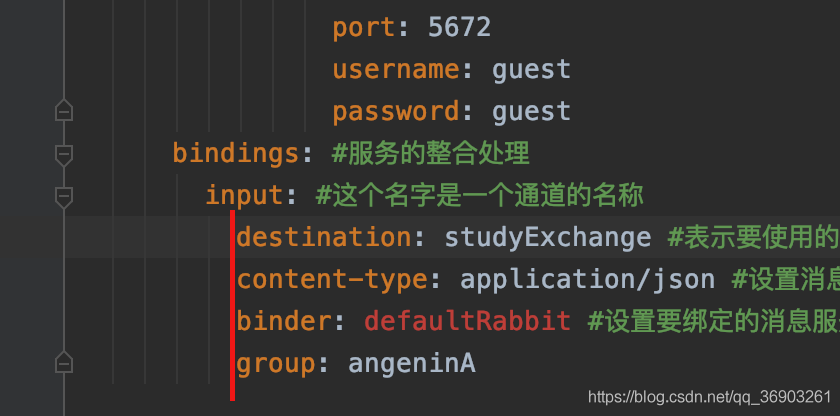 port: 5672
username: guest
password: guest
bindings: #服务的整合处理
input: #这个名字是一个通道的名称
destination: studyExchange #表示要使用的
content-type: application/json #设置消息
binder: defaultRabbit #设置要绑定的消息服
group: angeninA
https://blog.csdn.net/qq_36903261